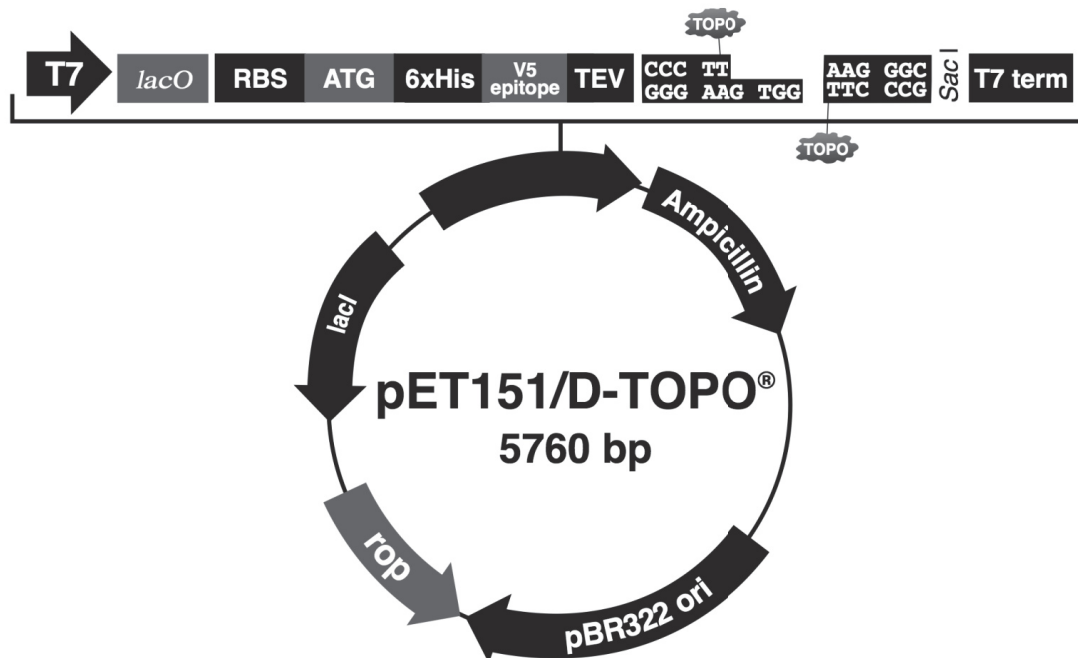 TOPO
T7 lacO RBS ATG 6xHis V5 epitope TEV CCC TT AAG GGC SacI T7 term
GGG AAG TGG TTC CCG
TOPO
Ampicillin
lacI
pET151/D-TOPO®
5760 bp
rop
pBR322 ori